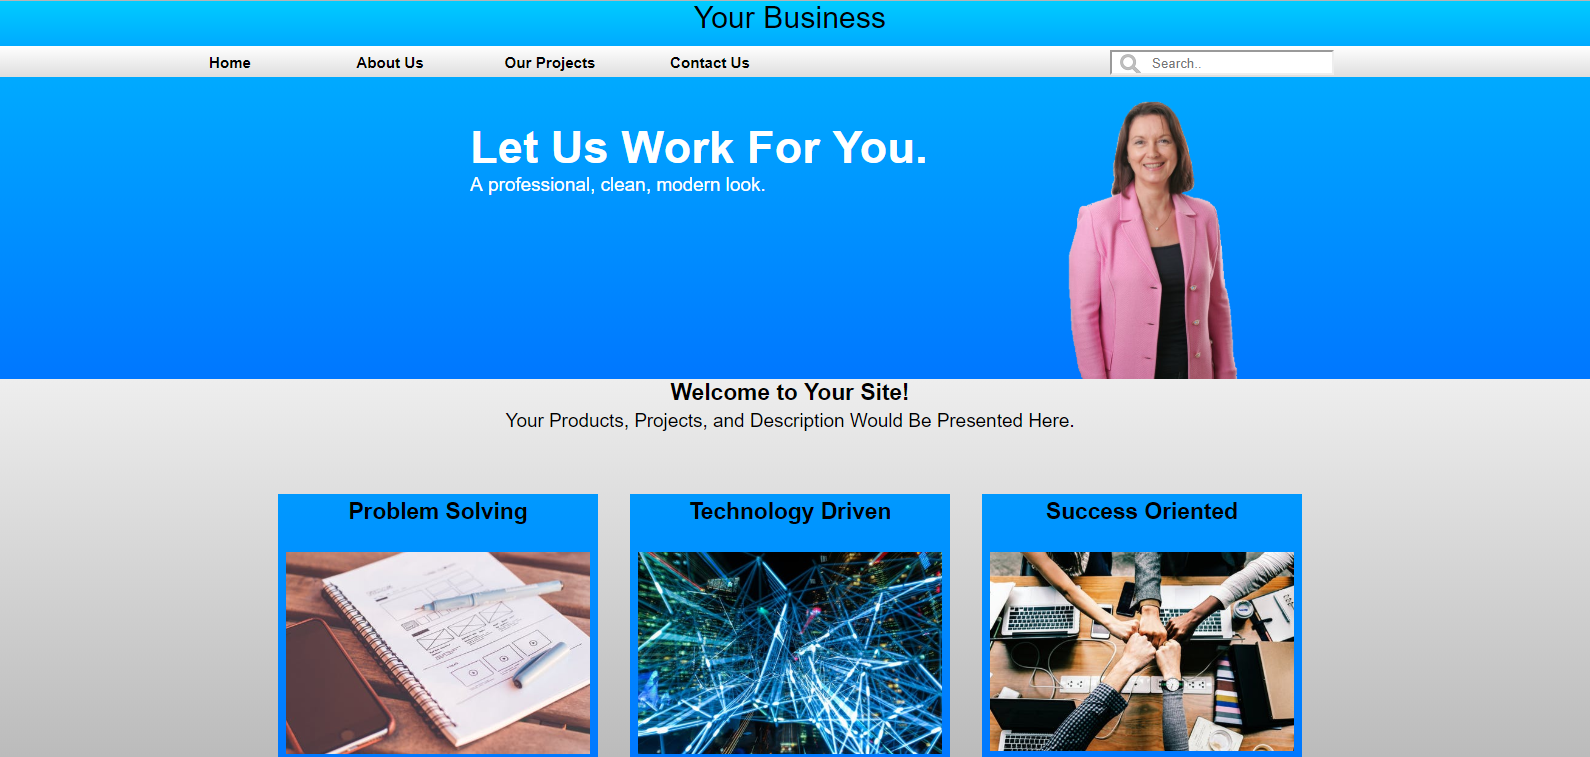 Your Business
Home About Us Our Projects Contact Us Search..
Let Us Work For You.
A professional, clean, modern look.
Welcome to Your Site!
Your Products, Projects, and Description Would Be Presented Here.
Problem Solving Technology Driven Success Oriented